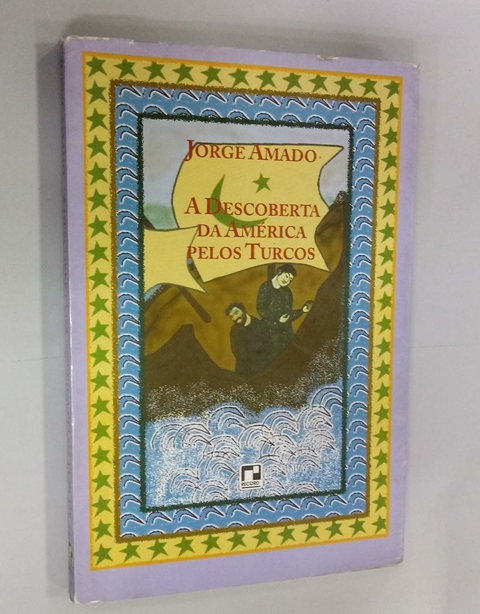 JORGE AMADO
A DESCOBERTA
DA AMÉRICA
PELOS TURCOS
RECORD